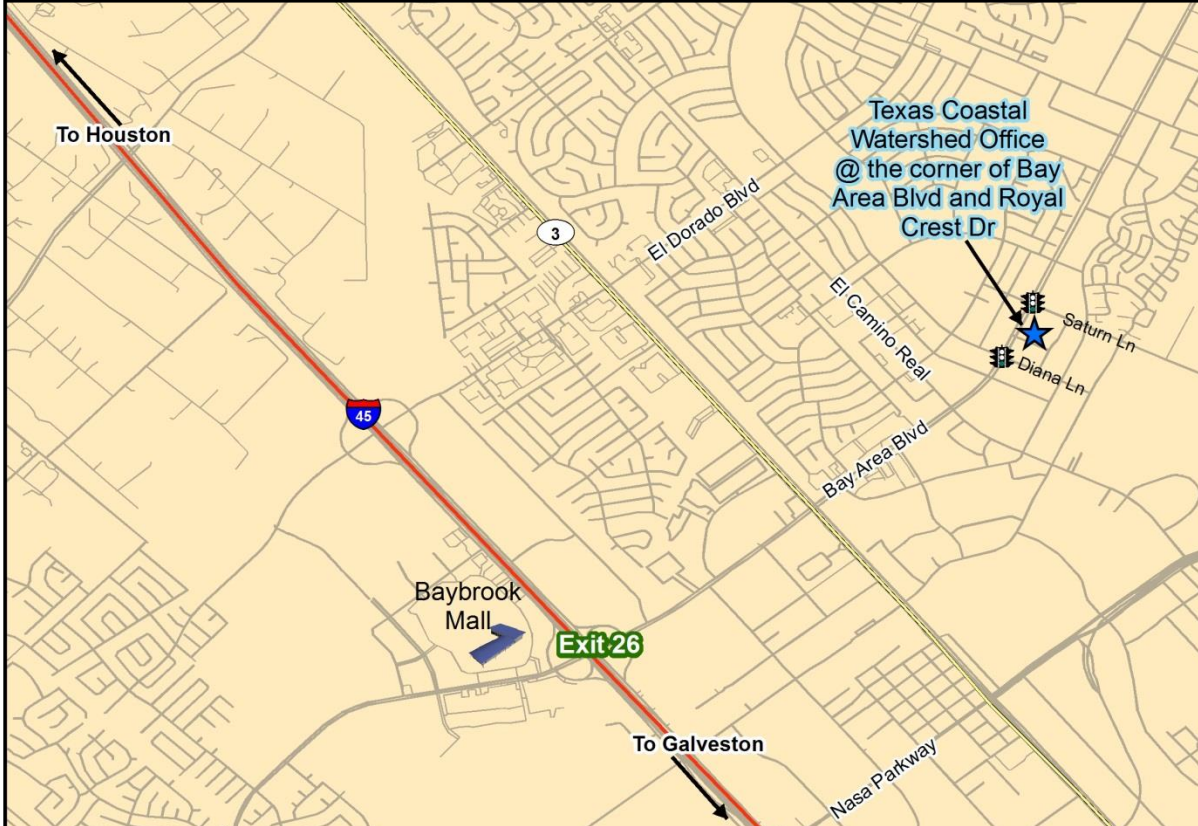 To Houston
Texas Coastal
Watershed Office
@ the corner of Bay
Area Blvd and Royal
Crest Dr
3
El Dorado Blvd
El Camino Real
Saturn Ln
Diana Ln
45
Bay Area Blvd
Baybrook
Mall
Exit 26
To Galveston
Nasa Parkway